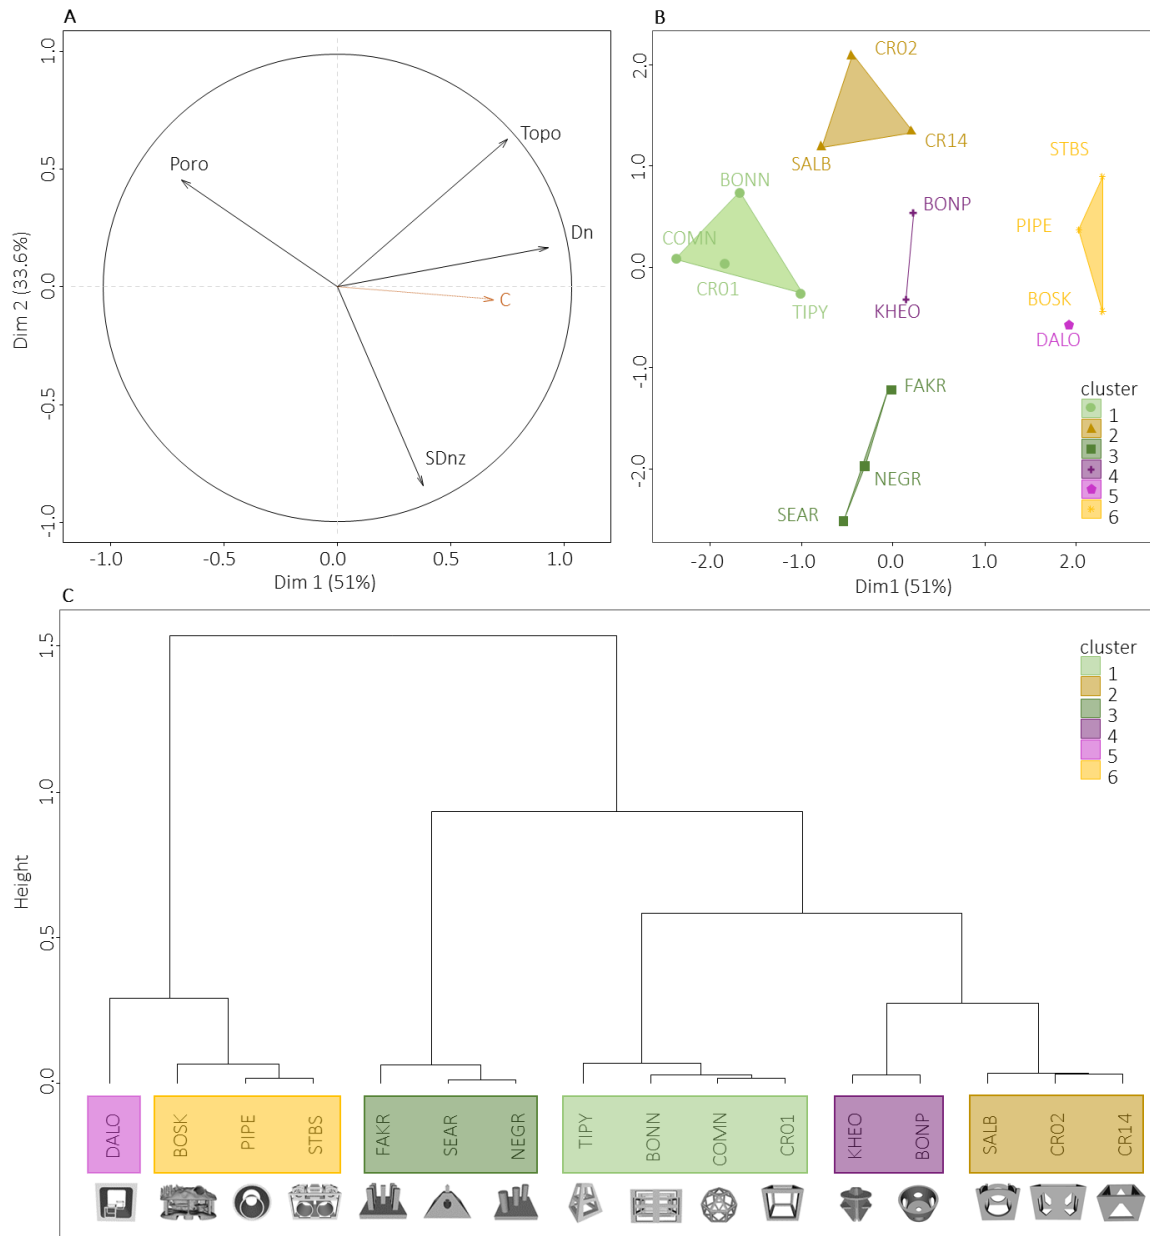 A
1.0
0.5
0.0
-0.5
-1.0
Dim 2 (33.6%)
Topo
Poro
Dn
C
SDnz
-1.0 -0.5 0.0 0.5 1.0
Dim 1 (51%)
B
2.0
1.0
0.0
-1.0
-2.0
CR02
CR14
SALB
STBS
BONN
BONP
PIPE
COMN
CR01
BOSK
TIPY
KHEO
DALO
FAKR
NEGR
SEAR
cluster
1
2
3
4
5
6
-2.0 -1.0 0.0 1.0 2.0
Dim1 (51%)
C
1.5
1.0
0.5
0.0
Height
cluster
1
2
3
4
5
6
DALO BOSK PIPE STBS FAKR SEAR NEGR TIPY BONN COMN CR01 KHEO BONP SALB CR02 CR14